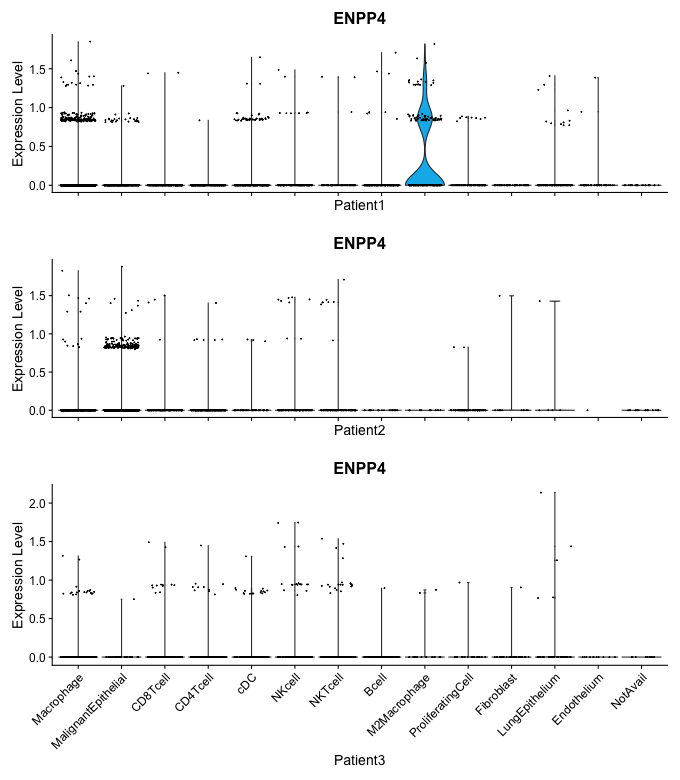 ENPP4
Expression Level
1.5
1.0
0.5
0.0
Patient1
ENPP4
Expression Level
1.5
1.0
0.5
0.0
Patient2
ENPP4
Expression Level
2.0
1.5
1.0
0.5
0.0
Macrophage
MalignantEpithelial
CD8Tcell
CD4Tcell
cDC
NKcell
NKTcell
Bcell
M2Macrophage
ProliferatingCell
Fibroblast
LungEpithelium
Endothelium
NotAvail
Patient3